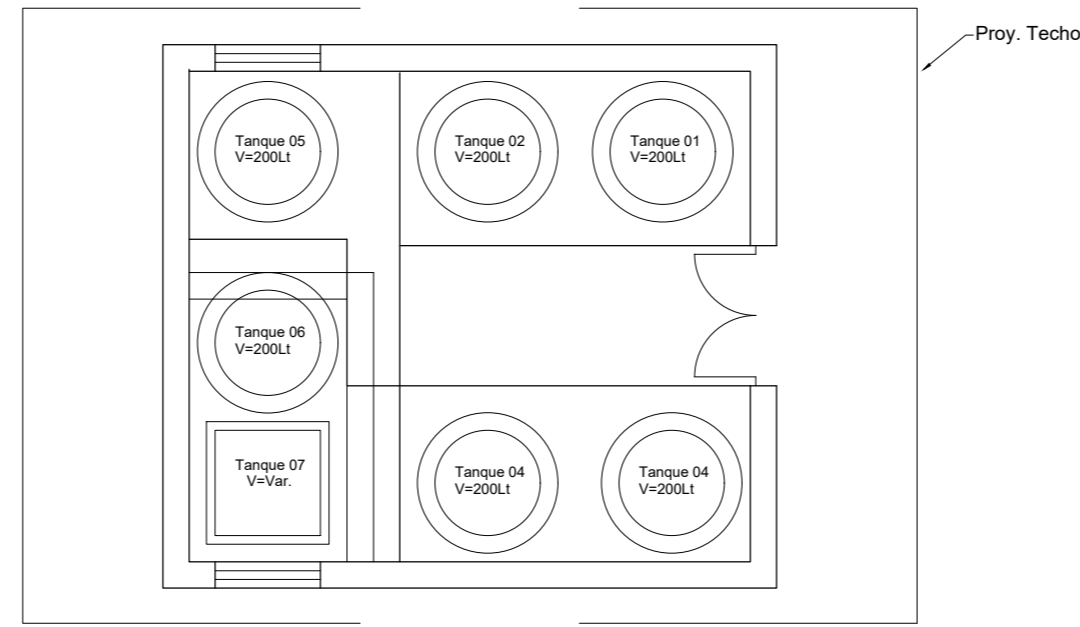 Proy. Techo
Tanque 05
V=200Lt
Tanque 02
V=200Lt
Tanque 01
V=200Lt
Tanque 06
V=200Lt
Tanque 07
V=Var.
Tanque 04
V=200Lt
Tanque 04
V=200Lt